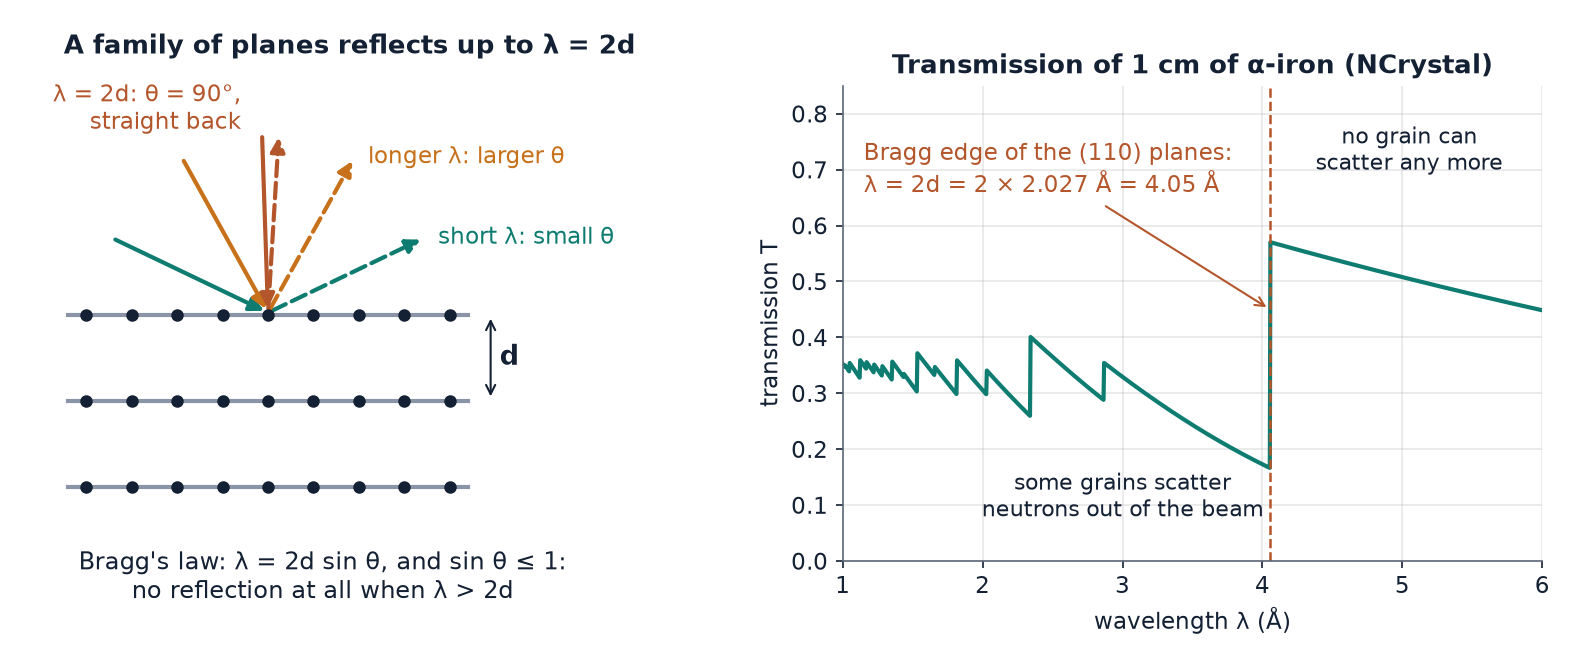 A family of planes reflects up to λ = 2d
λ = 2d: θ = 90°,
straight back
longer λ: larger θ
short λ: small θ
d
Bragg's law: λ = 2d sin θ, and sin θ ≤ 1:
no reflection at all when λ > 2d
Transmission of 1 cm of α-iron (NCrystal)
Bragg edge of the (110) planes:
λ = 2d = 2 × 2.027 Å = 4.05 Å
no grain can
scatter any more
some grains scatter
neutrons out of the beam
transmission T
0.8
0.7
0.6
0.5
0.4
0.3
0.2
0.1
0.0
1 2 3 4 5 6
wavelength λ (Å)